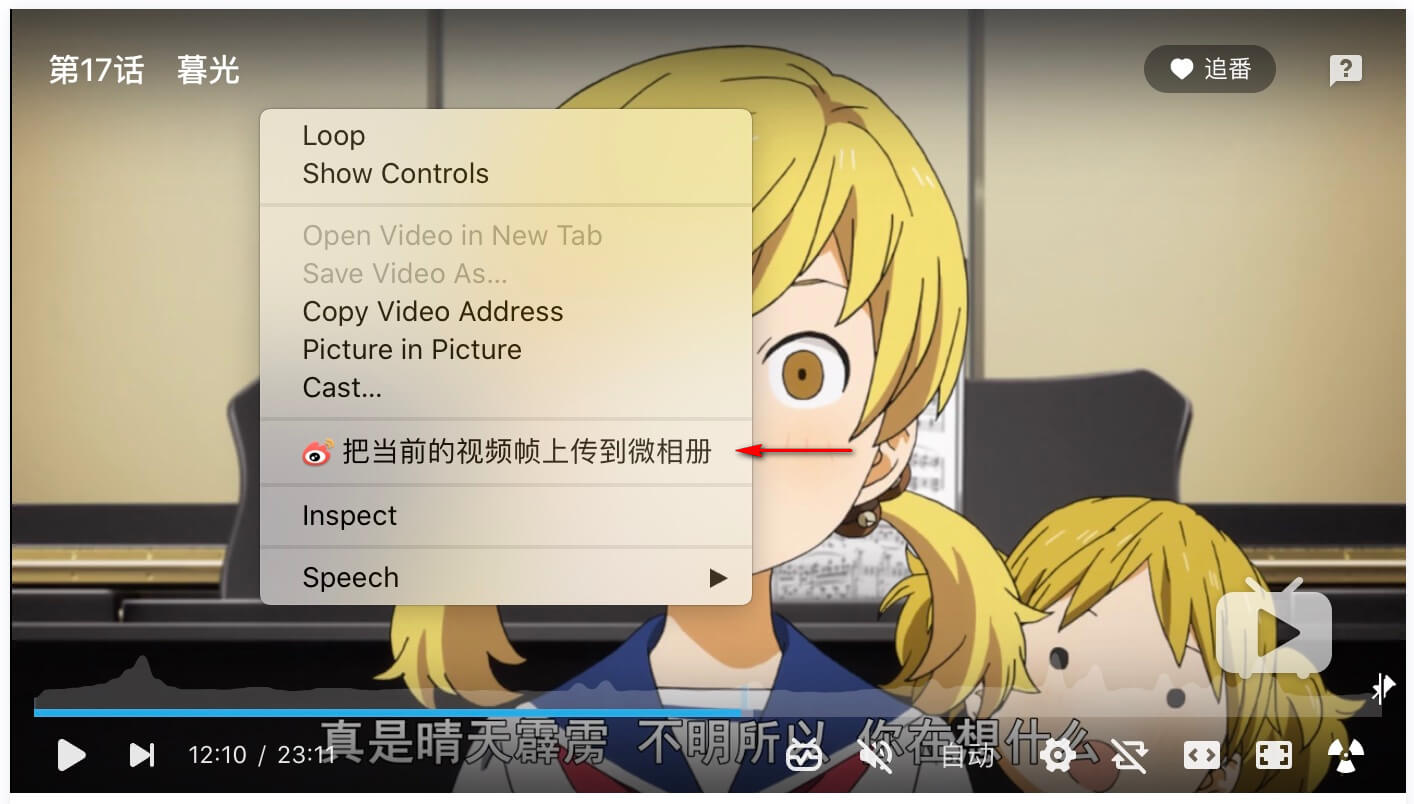 第17话 暮光
追番
Loop
Show Controls
Open Video in New Tab
Save Video As...
Copy Video Address
Picture in Picture
Cast...
把当前的视频帧上传到微相册
Inspect
Speech
真是晴天霹雳 不明所以 你在想什么
12:10 / 23:11
自动